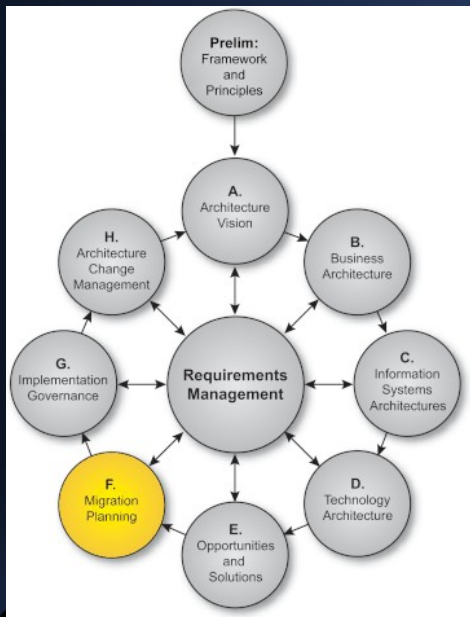 Prelim:
Framework
and
Principles
A.
Architecture
Vision
B.
Business
Architecture
C.
Information
Systems
Architectures
D.
Technology
Architecture
E.
Opportunities
and
Solutions
F.
Migration
Planning
G.
Implementation
Governance
H.
Architecture
Change
Management
Requirements
Management